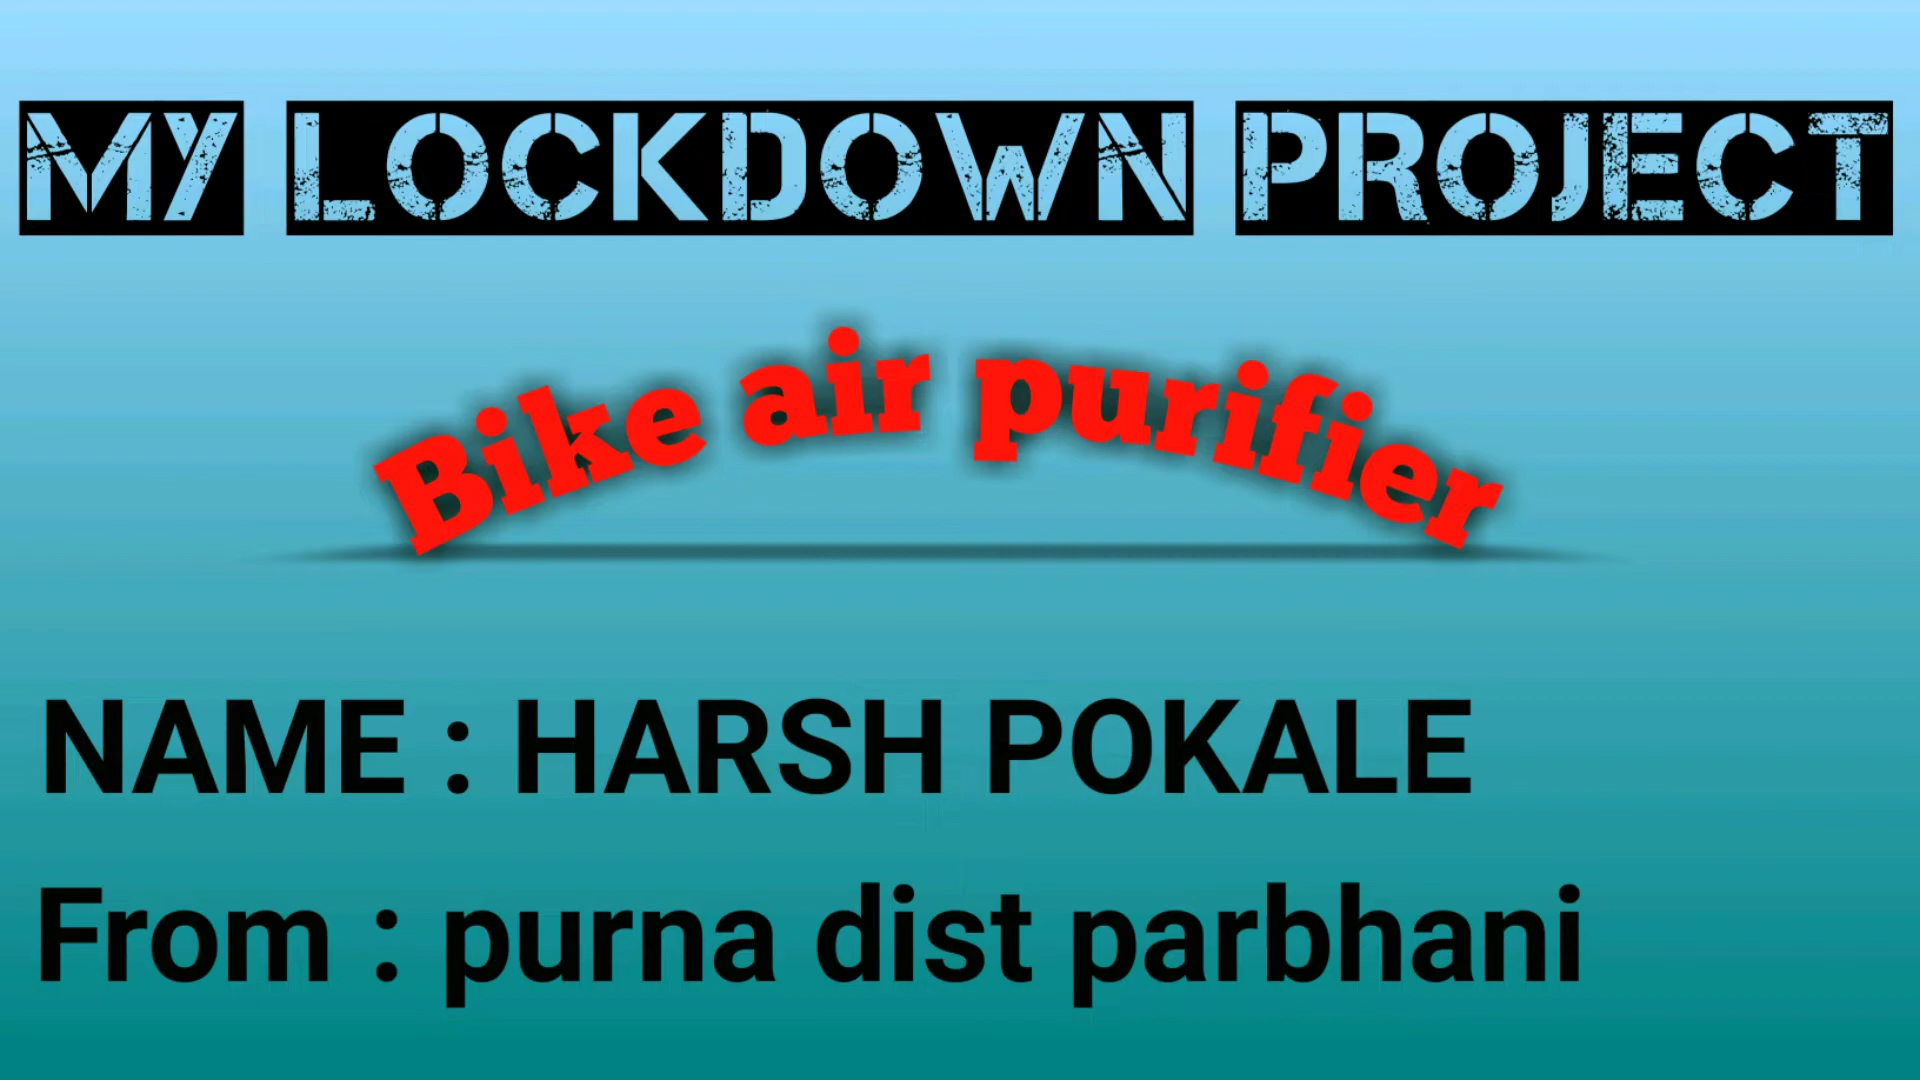 MY LOCKDOWN PROJECT
Bike air purifier
NAME : HARSH POKALE
From : purna dist parbhani